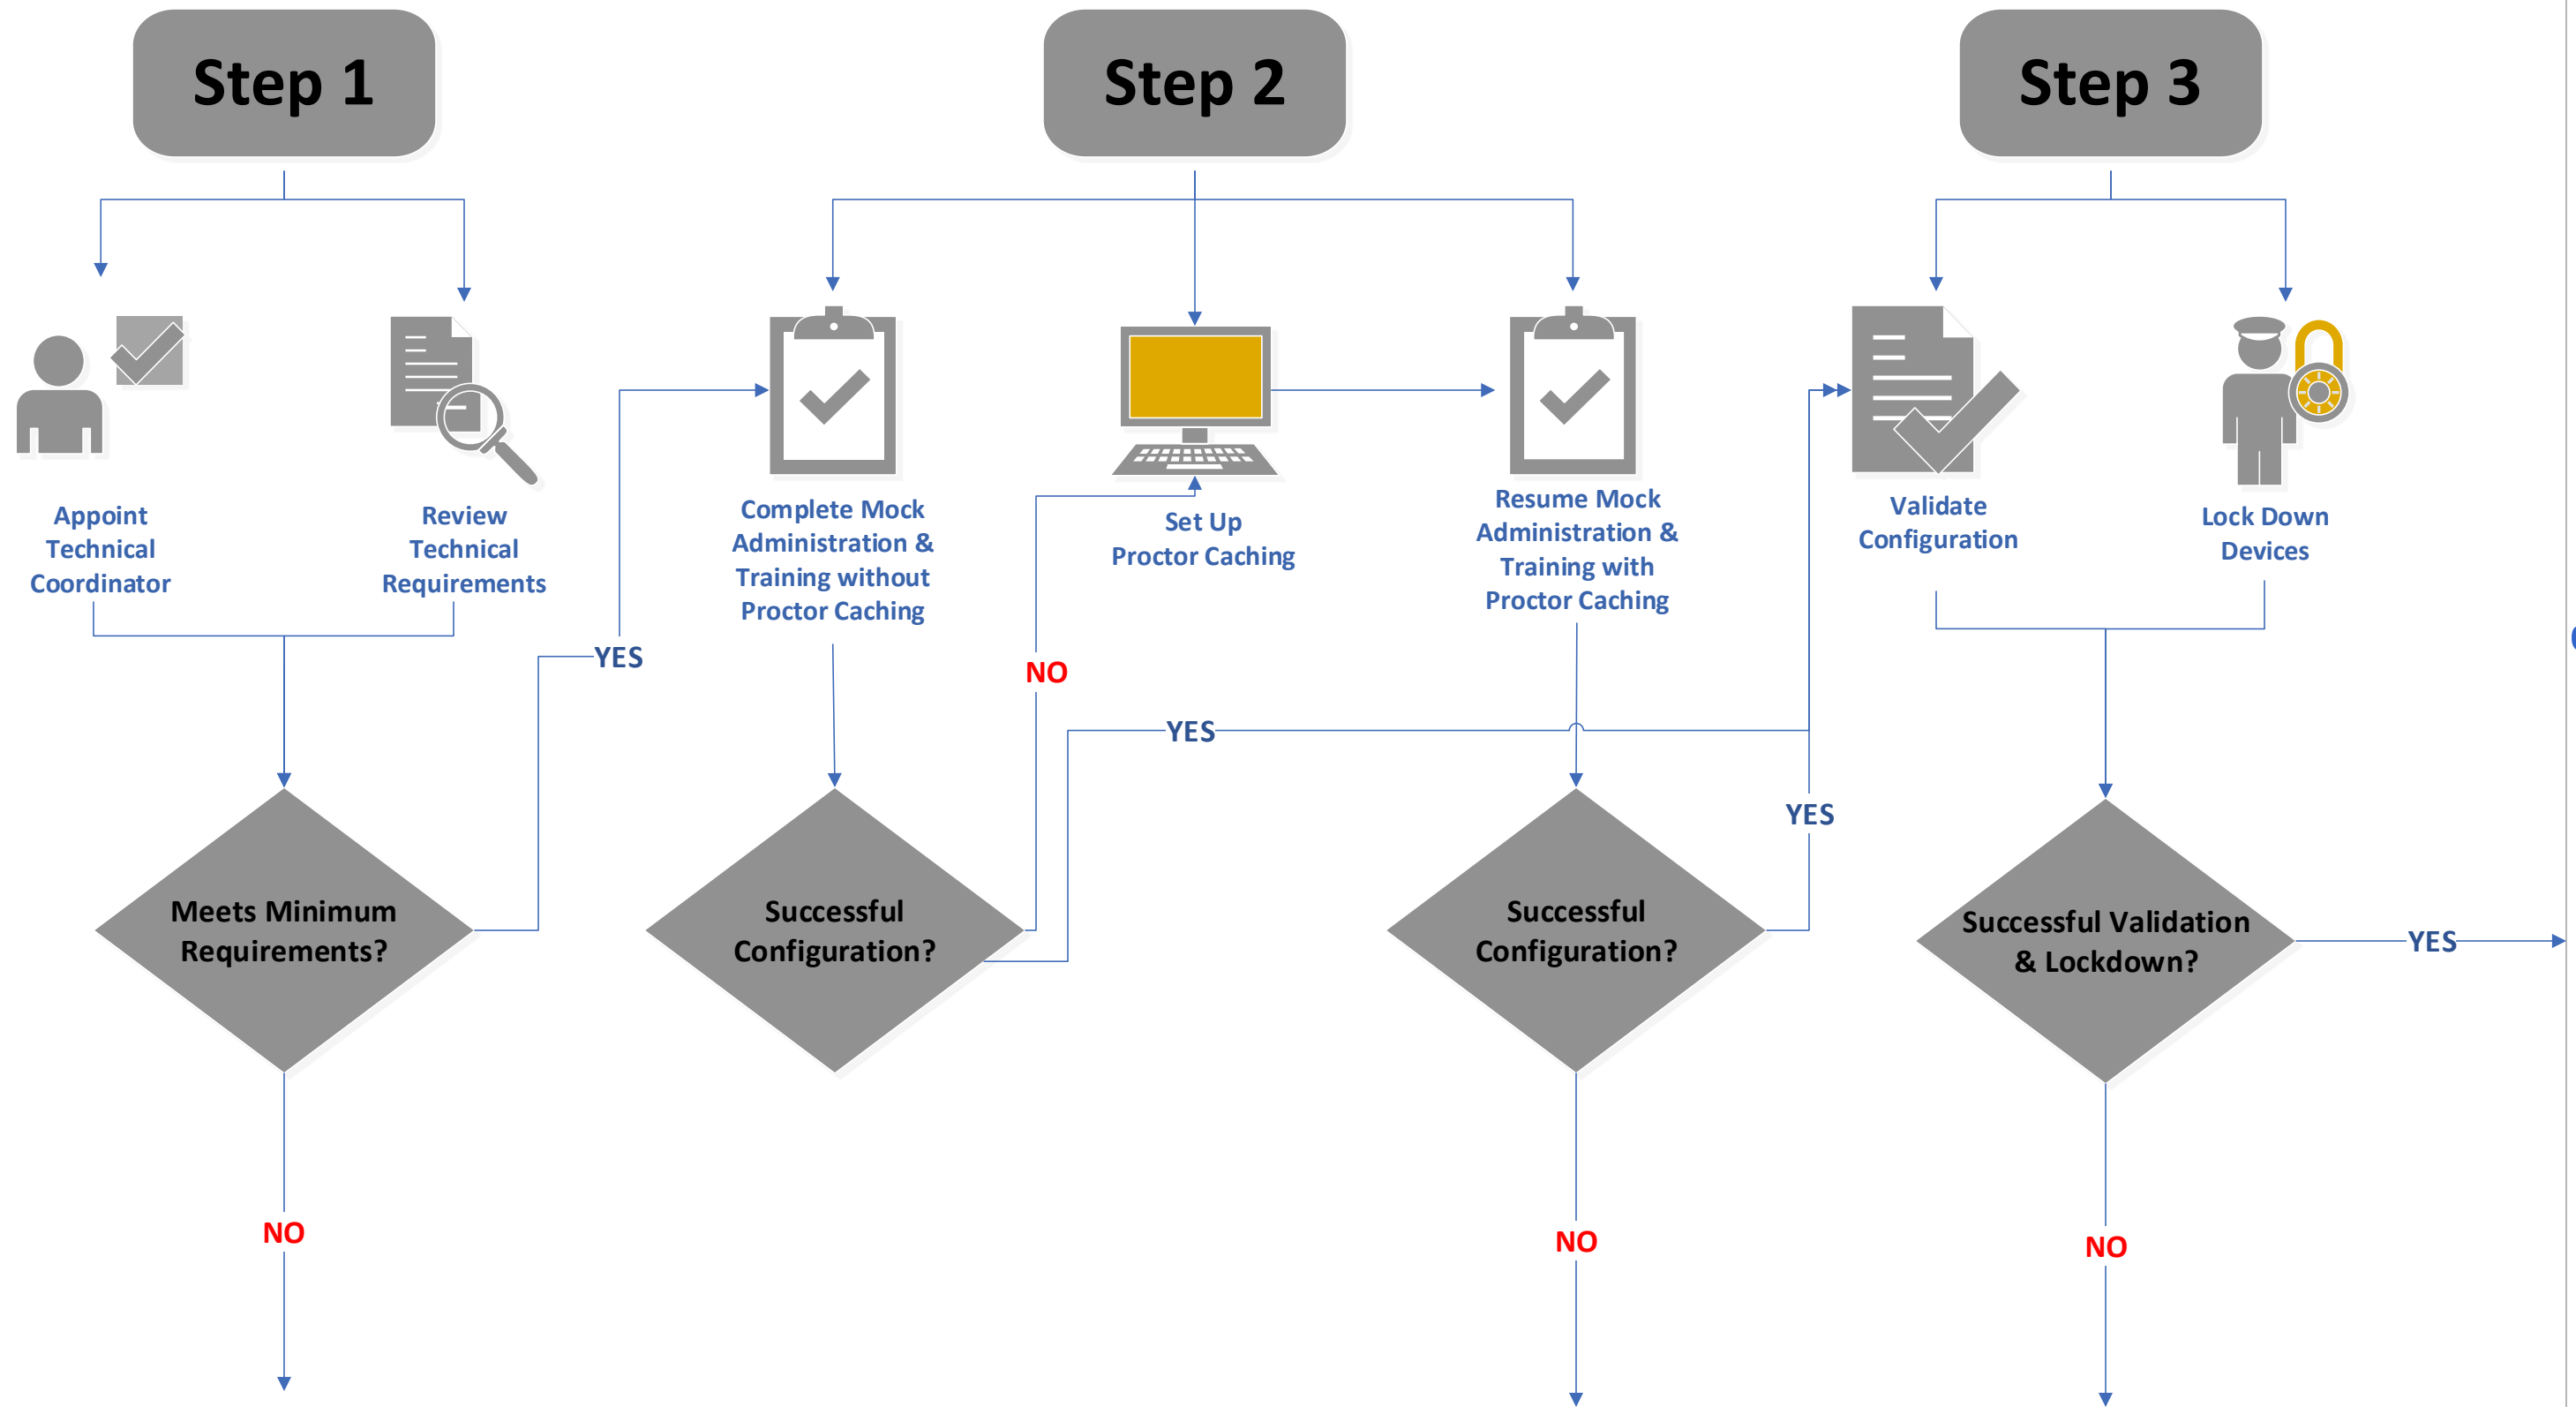 Step 1
Step 2
Step 3
Appoint
Technical
Coordinator
Review
Technical
Requirements
Complete Mock
Administration &
Training without
Proctor Caching
Set Up
Proctor Caching
Resume Mock
Administration &
Training with
Proctor Caching
Validate
Configuration
Lock Down
Devices
YES
NO
YES
YES
Meets Minimum
Requirements?
Successful
Configuration?
Successful
Configuration?
Successful Validation
& Lockdown?
YES
NO
NO
NO